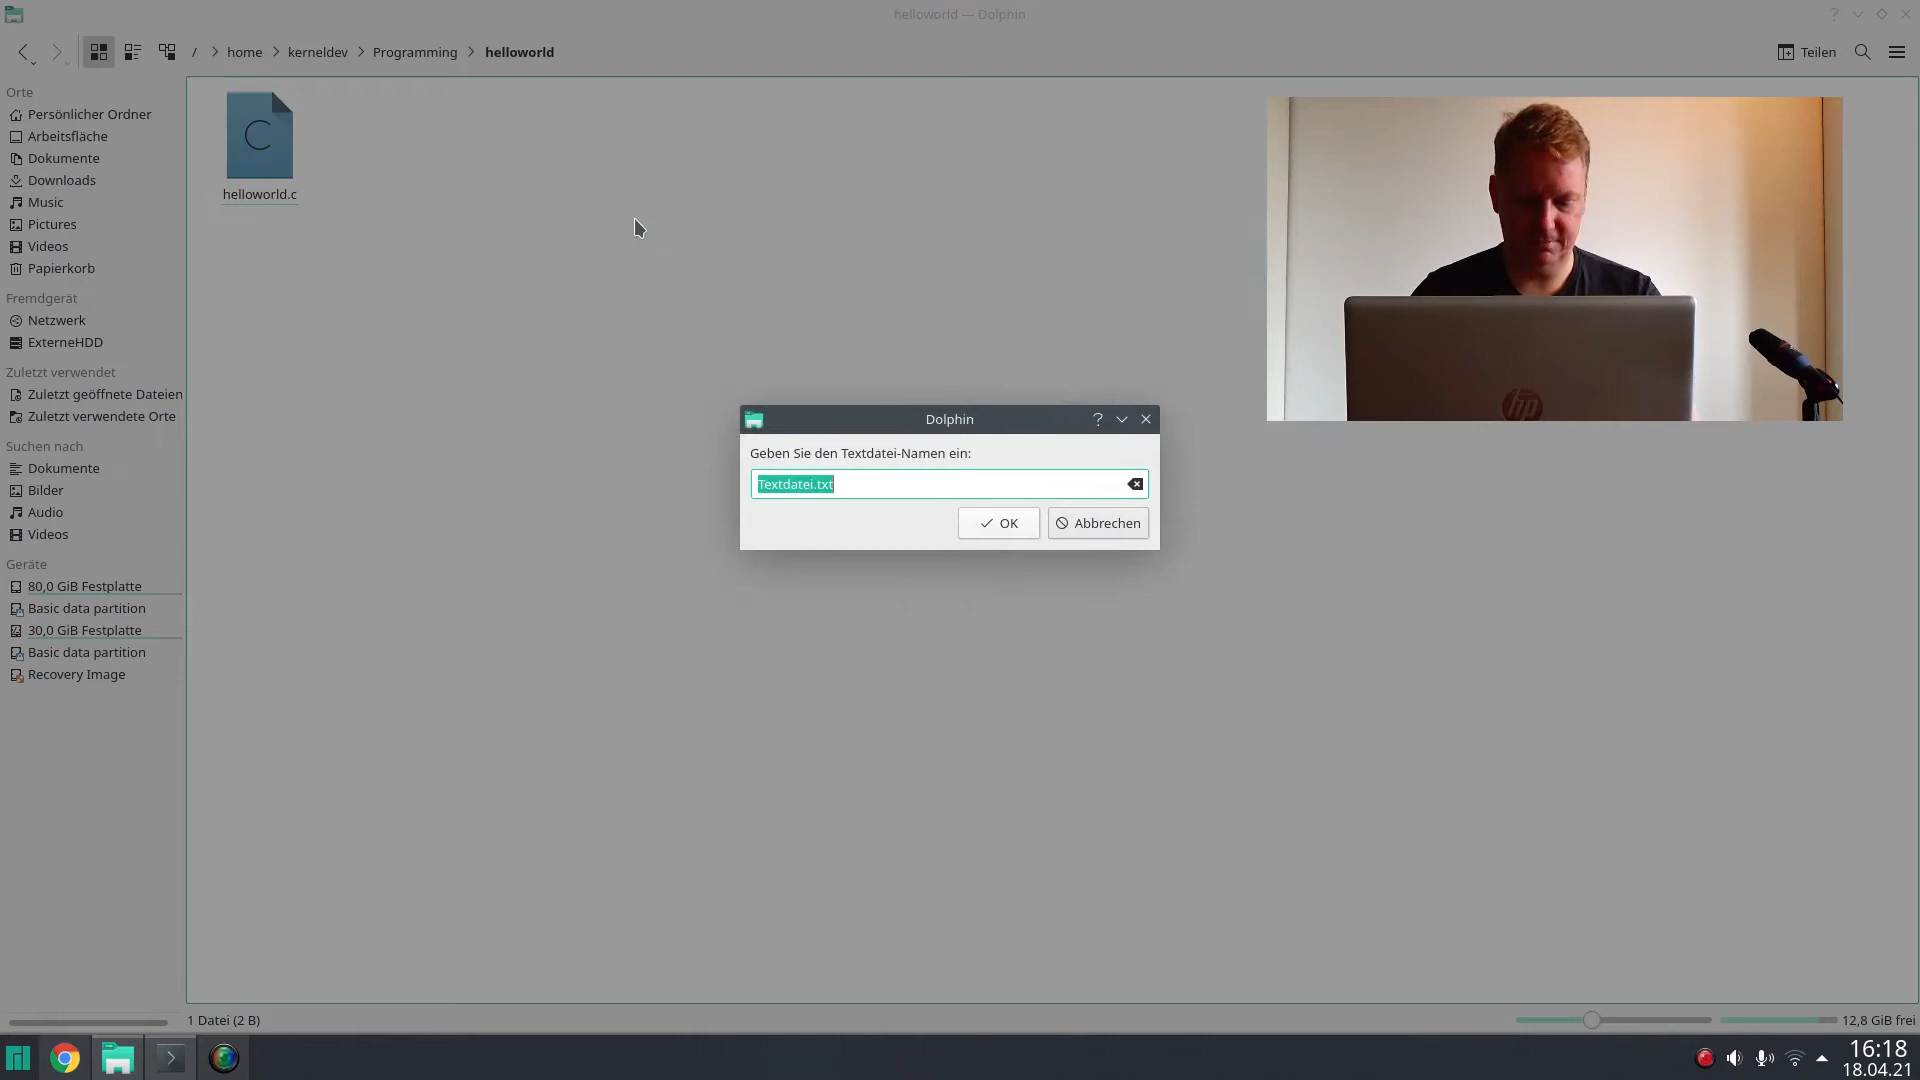 helloworld — Dolphin
/ > home > kerneldev > Programming > helloworld
Teilen
Orte
Persönlicher Ordner
Arbeitsfläche
Dokumente
Downloads
Music
Pictures
Videos
Papierkorb
Fremdgerät
Netzwerk
ExterneHDD
Zuletzt verwendet
Zuletzt geöffnete Dateien
Zuletzt verwendete Orte
Suchen nach
Dokumente
Bilder
Audio
Videos
Geräte
80,0 GiB Festplatte
Basic data partition
30,0 GiB Festplatte
Basic data partition
Recovery Image
C
helloworld.c
hp
Dolphin
Geben Sie den Textdatei-Namen ein:
Textdatei.txt
OK
Abbrechen
1 Datei (2 B)
12,8 GiB frei
16:18
18.04.21